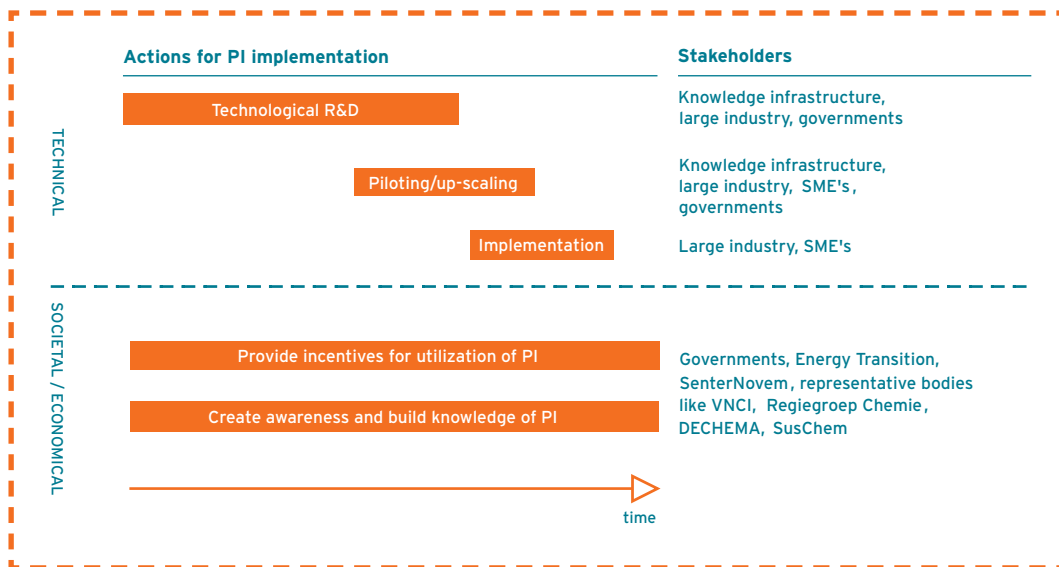 Actions for PI implementation
Stakeholders
TECHNICAL
Technological R&D
Knowledge infrastructure,
large industry, governments
Piloting/up-scaling
Knowledge infrastructure,
large industry, SME's,
governments
Implementation
Large industry, SME's
SOCIETAL / ECONOMICAL
Provide incentives for utilization of PI
Create awareness and build knowledge of PI
Governments, Energy Transition,
SenterNovem, representative bodies
like VNCI, Regiegroep Chemie,
DECHEMA, SusChem
time